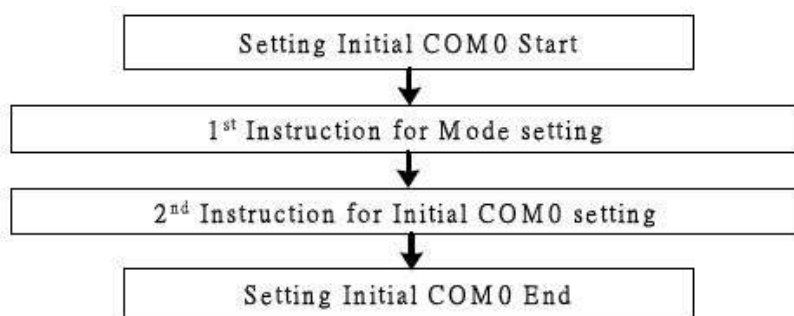 Setting Initial COM0 Start
1st Instruction for Mode setting
2nd Instruction for Initial COM0 setting
Setting Initial COM0 End